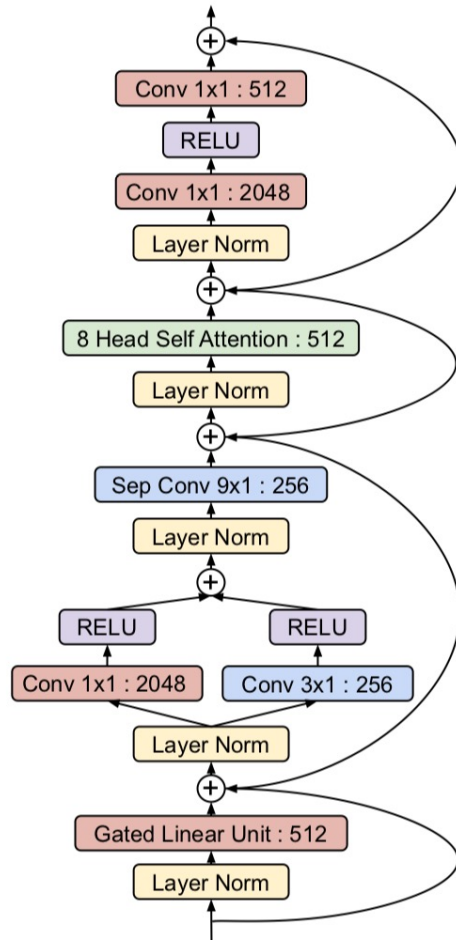 +
Conv 1x1 : 512
RELU
Conv 1x1 : 2048
Layer Norm
+
8 Head Self Attention : 512
Layer Norm
+
Sep Conv 9x1 : 256
Layer Norm
+
RELU
RELU
Conv 1x1 : 2048
Conv 3x1 : 256
Layer Norm
+
Gated Linear Unit : 512
Layer Norm